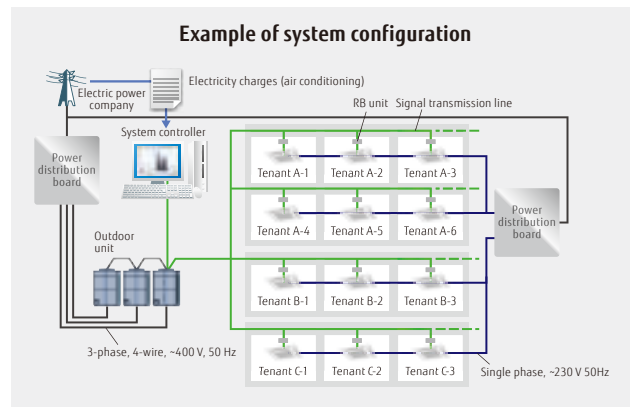 Example of system configuration
Electricity charges (air conditioning)
Electric power
company
RB unit
Signal transmission line
System controller
Power
distribution
board
Tenant A-1
Tenant A-2
Tenant A-3
Tenant A-4
Tenant A-5
Tenant A-6
Power
distribution
board
Outdoor
unit
Tenant B-1
Tenant B-2
Tenant B-3
3-phase, 4-wire, ~400 V, 50 Hz
Tenant C-1
Tenant C-2
Tenant C-3
Single phase, ~230 V 50Hz